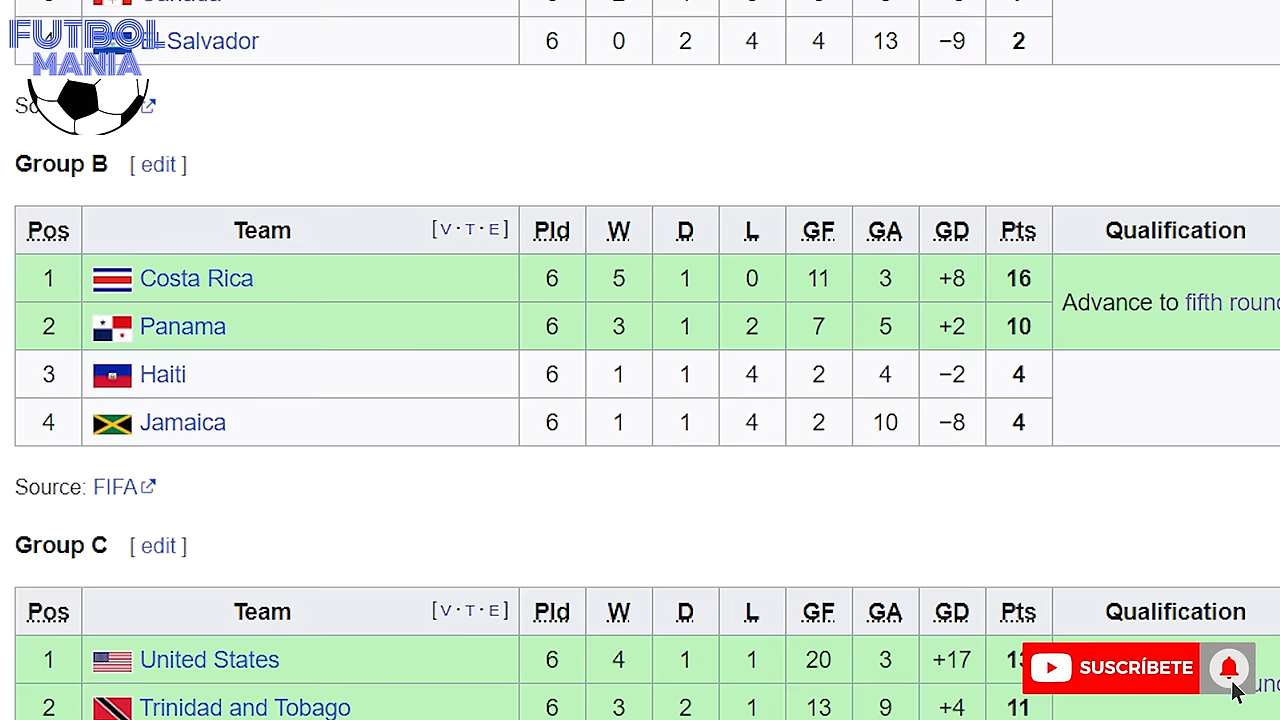 FUTBOL
MANIA
El Salvador 6 0 2 4 4 13 −9 2
Group B [ edit ]
Pos Team [V·T·E] Pld W D L GF GA GD Pts Qualification
1 Costa Rica 6 5 1 0 11 3 +8 16
Advance to fifth round
2 Panama 6 3 1 2 7 5 +2 10
3 Haiti 6 1 1 4 2 4 −2 4
4 Jamaica 6 1 1 4 2 10 −8 4
Source: FIFA
Group C [ edit ]
Pos Team [V·T·E] Pld W D L GF GA GD Pts Qualification
1 United States 6 4 1 1 20 3 +17
SUSCRÍBETE
2 Trinidad and Tobago 6 3 2 1 13 9 +4 11